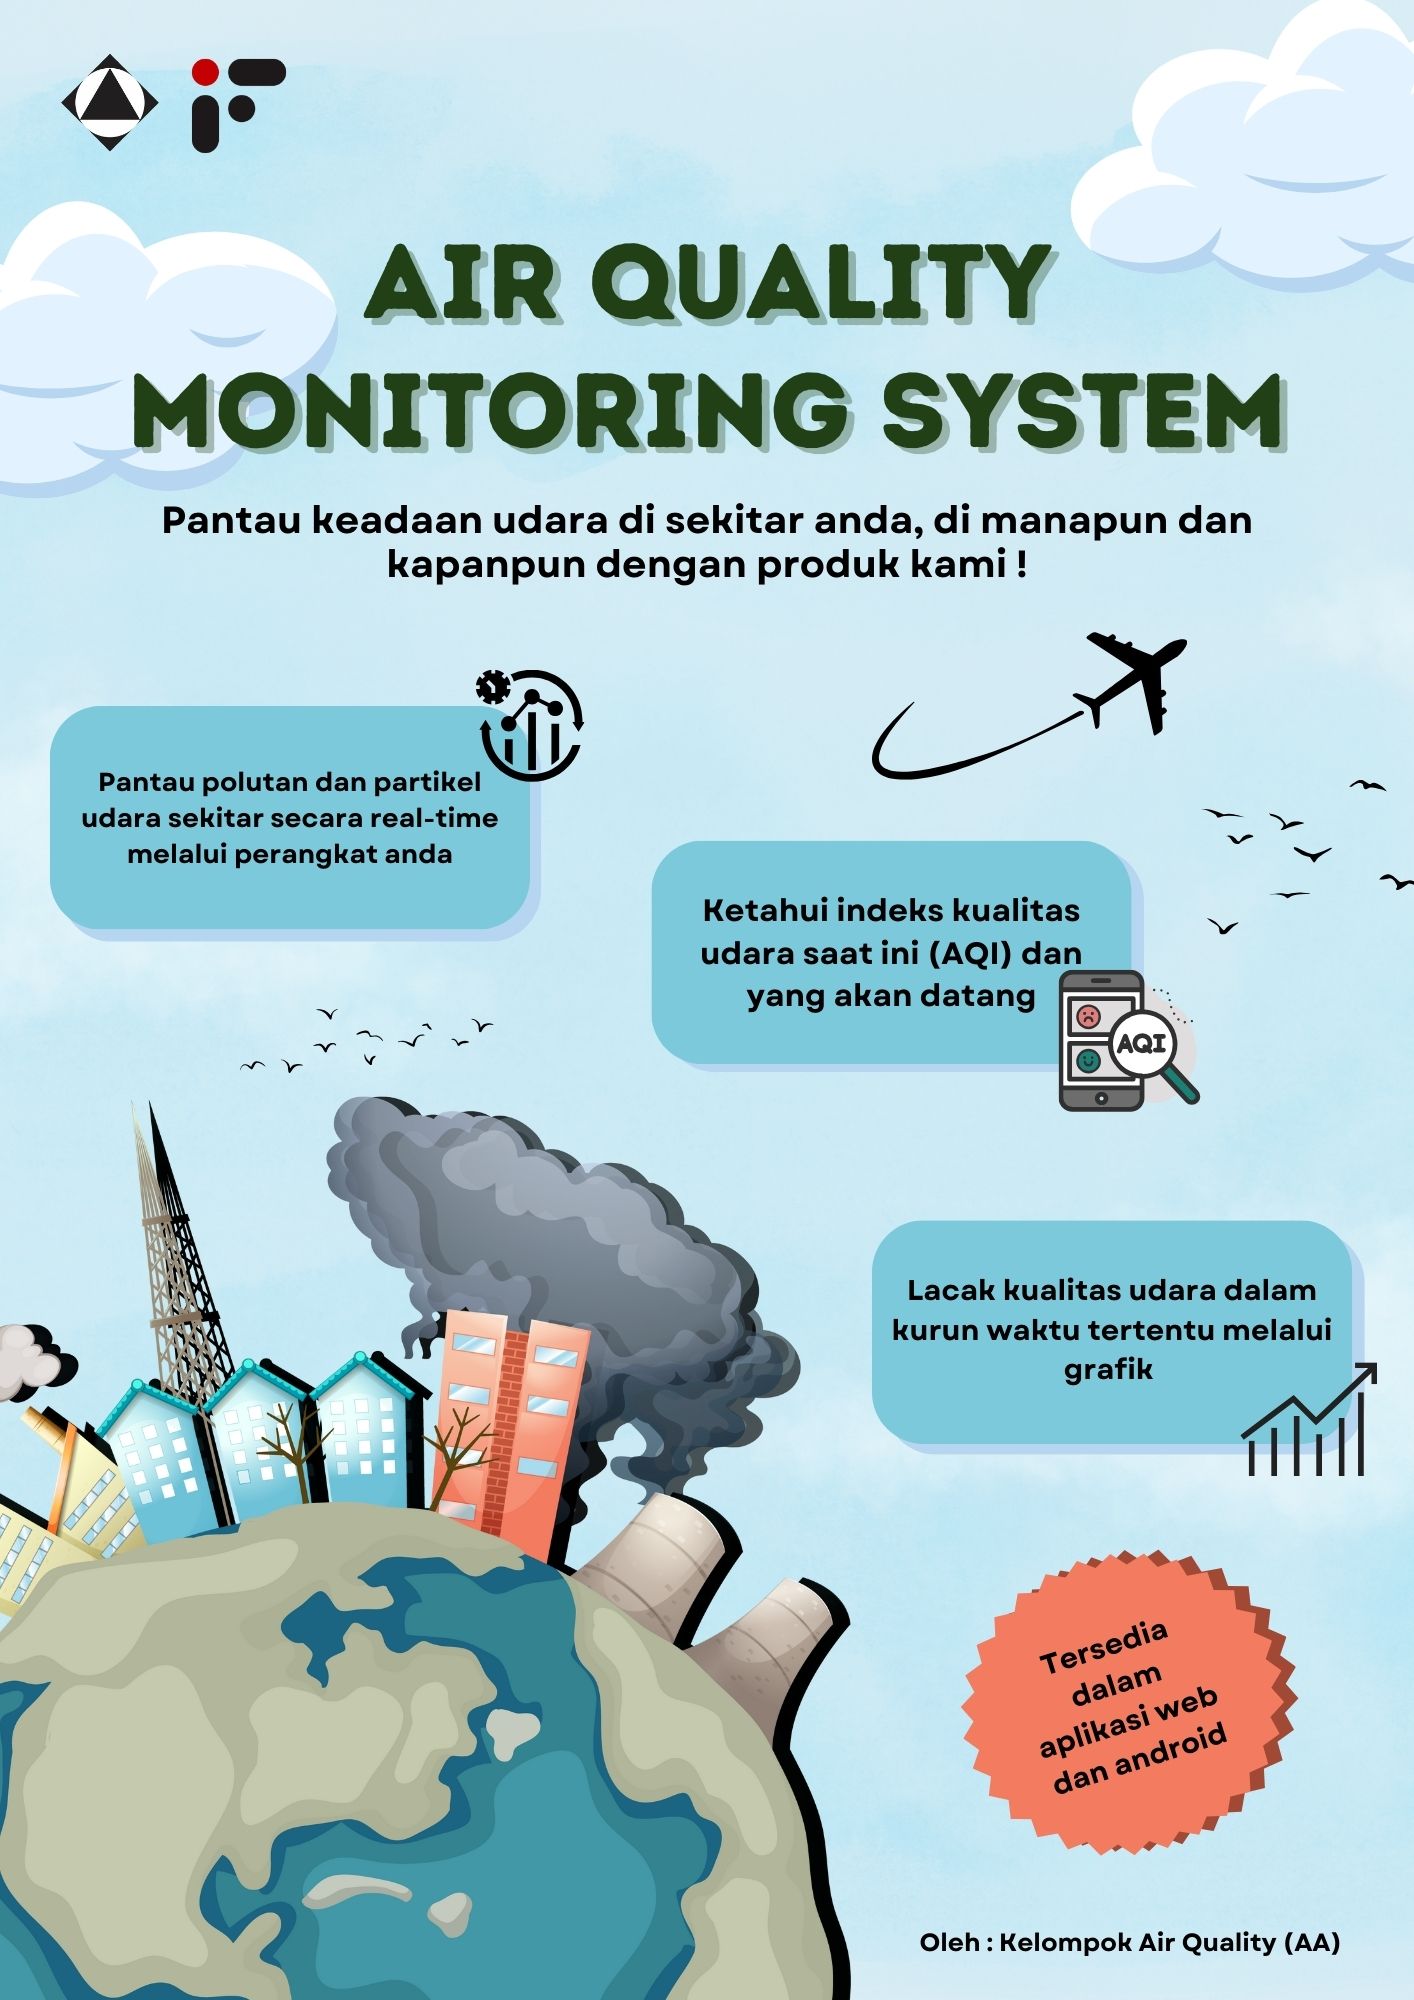 AIR QUALITY
MONITORING SYSTEM
Pantau keadaan udara di sekitar anda, di manapun dan
kapanpun dengan produk kami !
Pantau polutan dan partikel
udara sekitar secara real-time
melalui perangkat anda
Ketahui indeks kualitas
udara saat ini (AQI) dan
yang akan datang
AQI
Lacak kualitas udara dalam
kurun waktu tertentu melalui
grafik
Tersedia
dalam
aplikasi web
dan android
Oleh : Kelompok Air Quality (AA)